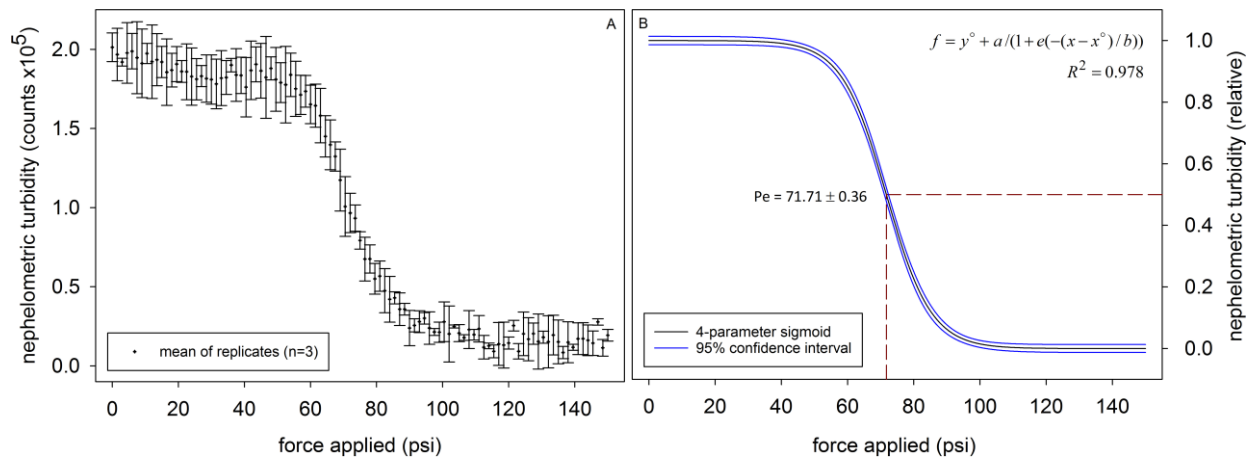 A
nephelometric turbidity (counts x10⁵)
2.0
1.5
1.0
0.5
0.0
mean of replicates (n=3)
0 20 40 60 80 100 120 140
force applied (psi)
B
f = y° + a/(1+e(-(x-x°)/b))
R² = 0.978
Pe = 71.71 ± 0.36
4-parameter sigmoid
95% confidence interval
0 20 40 60 80 100 120 140
force applied (psi)
1.0
0.8
0.6
0.4
0.2
0.0
nephelometric turbidity (relative)